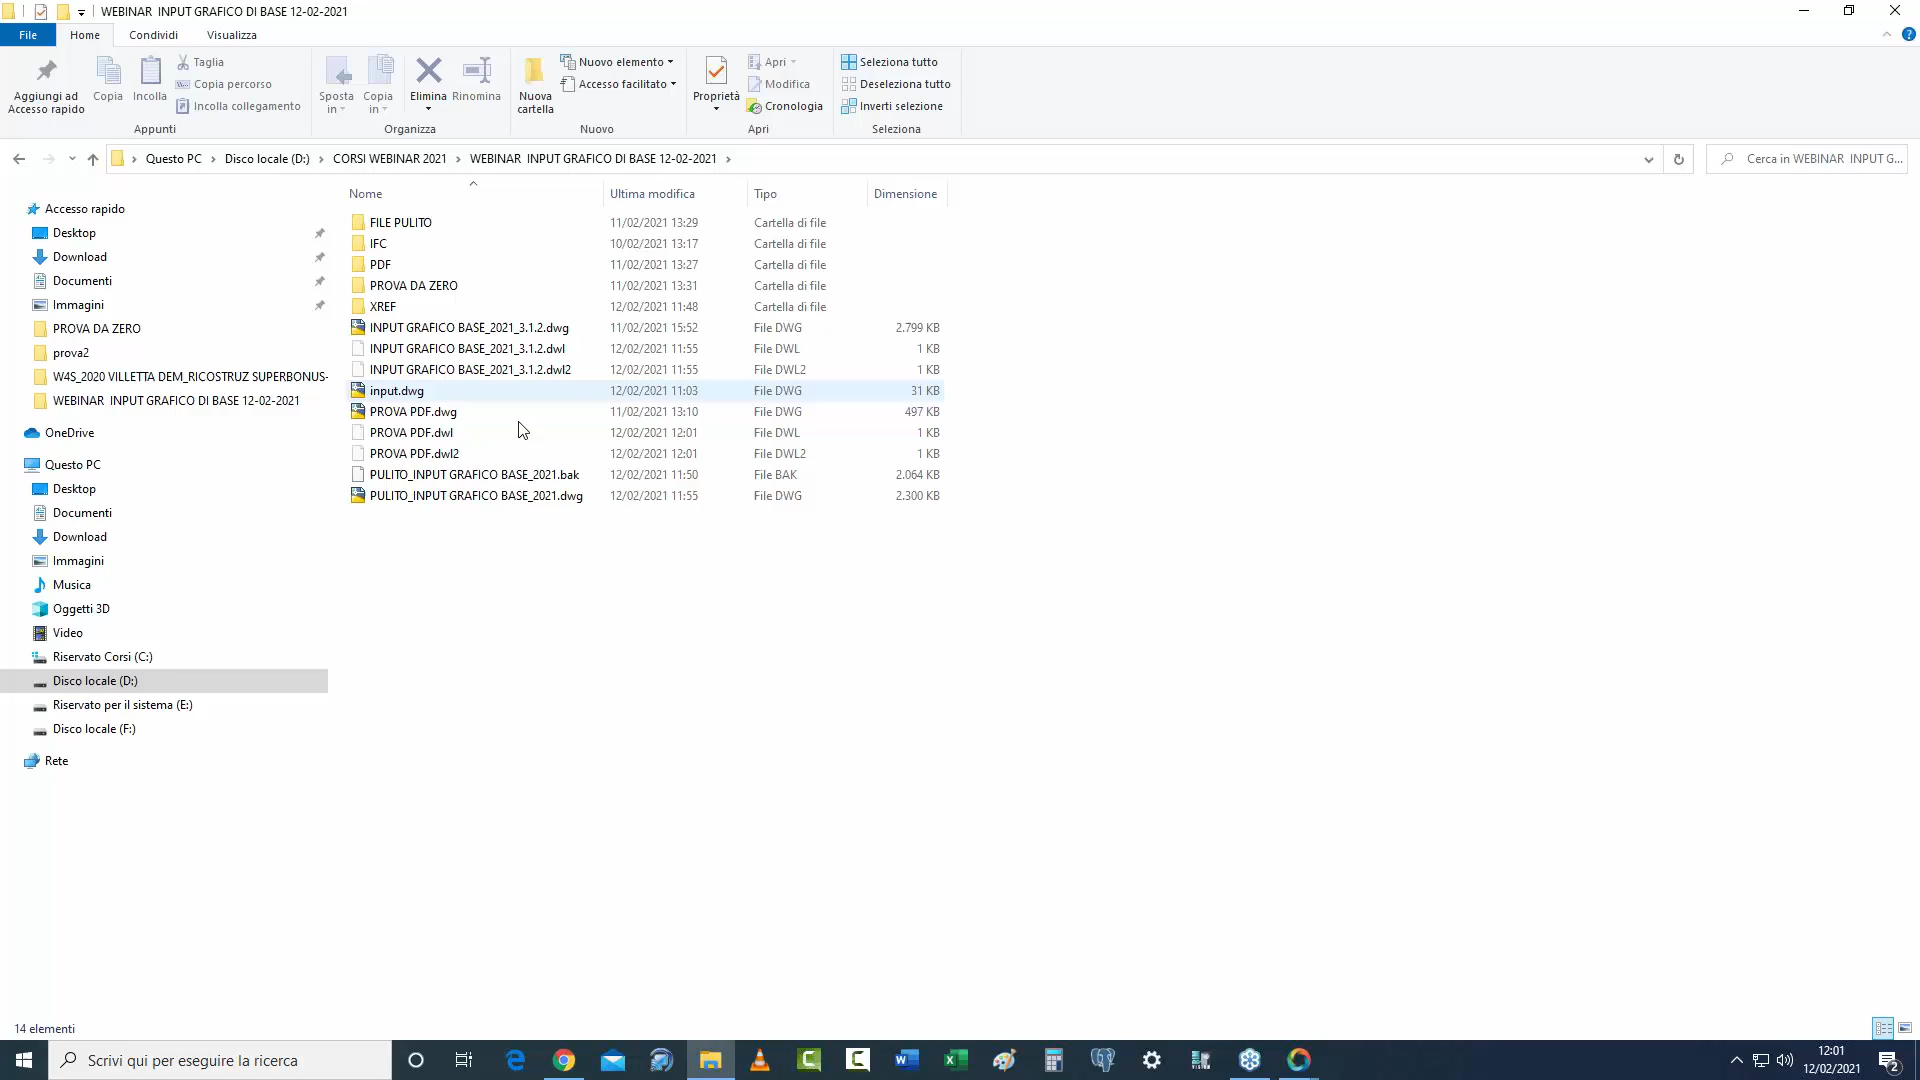 WEBINAR  INPUT GRAFICO DI BASE 12-02-2021
File Home Condividi Visualizza
Aggiungi ad Accesso rapido
Copia
Incolla
Taglia
Copia percorso
Incolla collegamento
Appunti
Sposta in
Copia in
Elimina
Rinomina
Organizza
Nuova cartella
Nuovo elemento
Accesso facilitato
Nuovo
Proprietà
Apri
Modifica
Cronologia
Apri
Seleziona tutto
Deseleziona tutto
Inverti selezione
Seleziona
Questo PC > Disco locale (D:) > CORSI WEBINAR 2021 > WEBINAR  INPUT GRAFICO DI BASE 12-02-2021 >
Cerca in WEBINAR  INPUT G...
Accesso rapido
Desktop
Download
Documenti
Immagini
PROVA DA ZERO
prova2
W4S_2020 VILLETTA DEM_RICOSTRUZ SUPERBONUS-
WEBINAR  INPUT GRAFICO DI BASE 12-02-2021
OneDrive
Questo PC
Desktop
Documenti
Download
Immagini
Musica
Oggetti 3D
Video
Riservato Corsi (C:)
Disco locale (D:)
Riservato per il sistema (E:)
Disco locale (F:)
Rete
Nome Ultima modifica Tipo Dimensione
FILE PULITO 11/02/2021 13:29 Cartella di file
IFC 10/02/2021 13:17 Cartella di file
PDF 11/02/2021 13:27 Cartella di file
PROVA DA ZERO 11/02/2021 13:31 Cartella di file
XREF 12/02/2021 11:48 Cartella di file
INPUT GRAFICO BASE_2021_3.1.2.dwg 11/02/2021 15:52 File DWG 2.799 KB
INPUT GRAFICO BASE_2021_3.1.2.dwl 12/02/2021 11:55 File DWL 1 KB
INPUT GRAFICO BASE_2021_3.1.2.dwl2 12/02/2021 11:55 File DWL2 1 KB
input.dwg 12/02/2021 11:03 File DWG 31 KB
PROVA PDF.dwg 11/02/2021 13:10 File DWG 497 KB
PROVA PDF.dwl 12/02/2021 12:01 File DWL 1 KB
PROVA PDF.dwl2 12/02/2021 12:01 File DWL2 1 KB
PULITO_INPUT GRAFICO BASE_2021.bak 12/02/2021 11:50 File BAK 2.064 KB
PULITO_INPUT GRAFICO BASE_2021.dwg 12/02/2021 11:55 File DWG 2.300 KB
14 elementi
Scrivi qui per eseguire la ricerca
12:01
12/02/2021
2